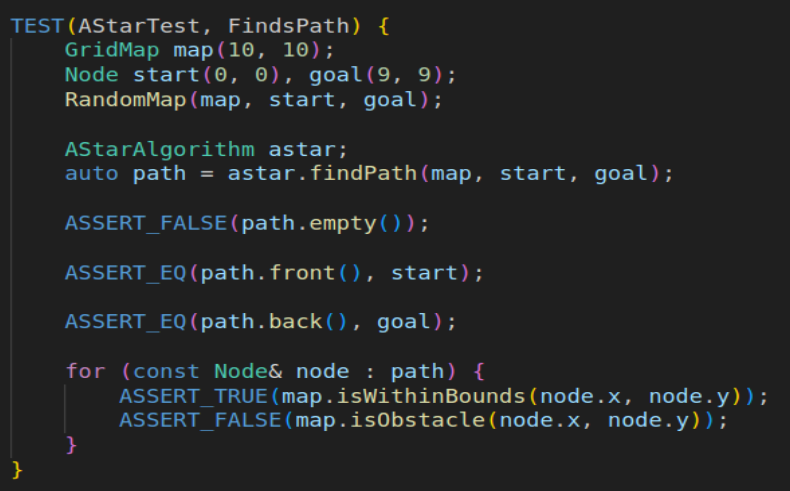 TEST(AStarTest, FindsPath) {
    GridMap map(10, 10);
    Node start(0, 0), goal(9, 9);
    RandomMap(map, start, goal);

    AStarAlgorithm astar;
    auto path = astar.findPath(map, start, goal);

    ASSERT_FALSE(path.empty());

    ASSERT_EQ(path.front(), start);

    ASSERT_EQ(path.back(), goal);

    for (const Node& node : path) {
        ASSERT_TRUE(map.isWithinBounds(node.x, node.y));
        ASSERT_FALSE(map.isObstacle(node.x, node.y));
    }
}